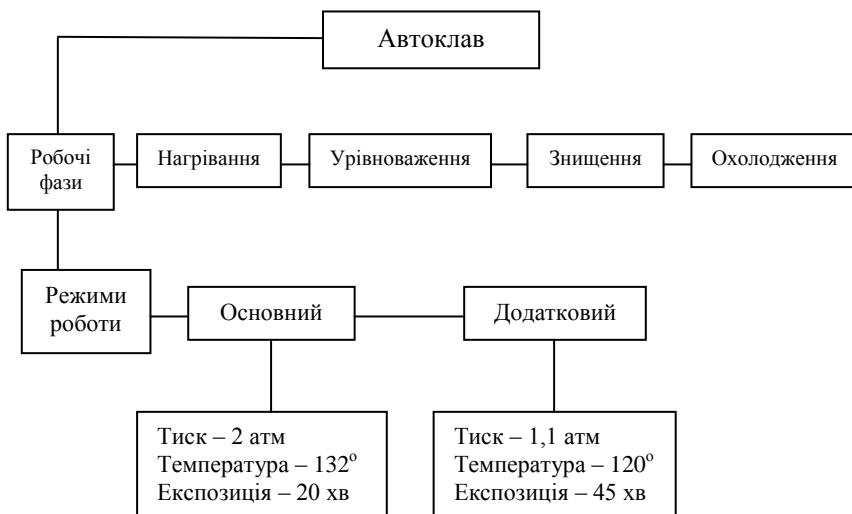 Автоклав
Робочі
фази
Нагрівання
Урівноваження
Знищення
Охолодження
Режими
роботи
Основний
Додатковий
Тиск – 2 атм
Температура – 132º
Експозиція – 20 хв
Тиск – 1,1 атм
Температура – 120º
Експозиція – 45 хв